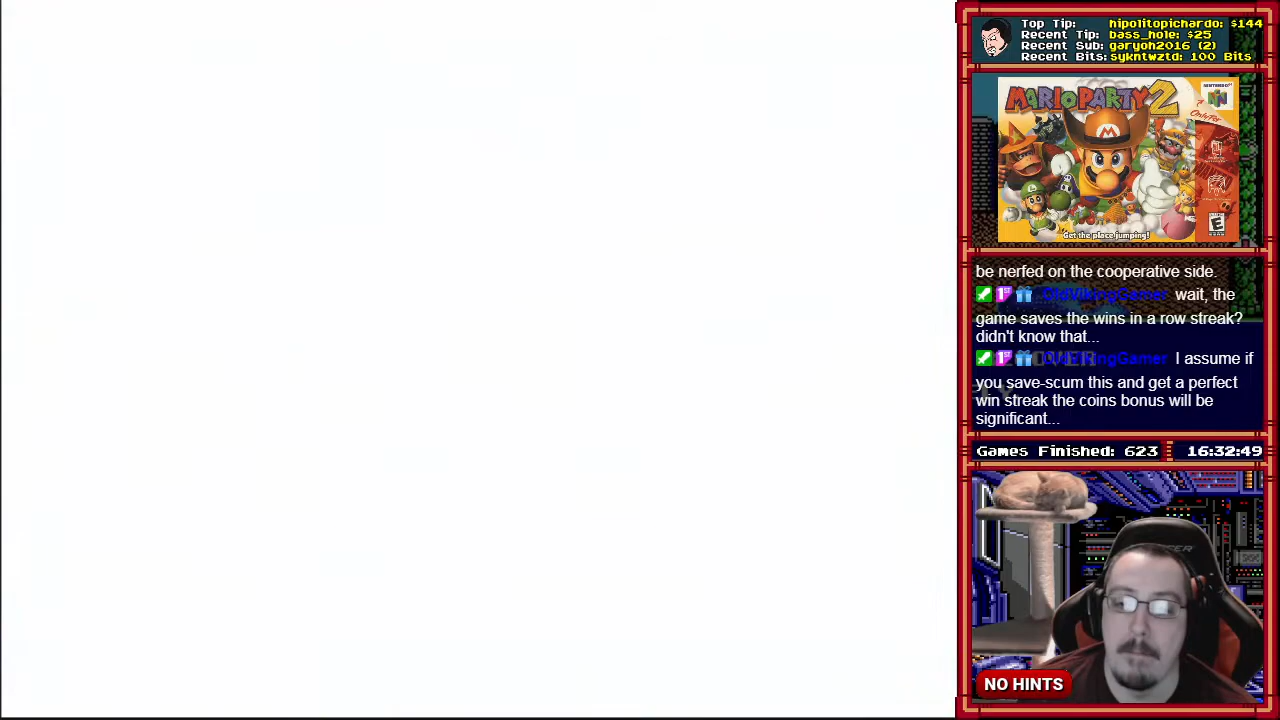 Top Tip: hipolitopichardo: $144
Recent Tip: bass_hole: $25
Recent Sub: garyoh2016 (2)
Recent Bits: sykntwztd: 100 Bits
MARIO PARTY 2
Get the place jumping!
be nerfed on the cooperative side.
OldVikingGamer wait, the
game saves the wins in a row streak?
didn't know that...
OldVikingGamer I assume if
you save-scum this and get a perfect
win streak the coins bonus will be
significant...
Games Finished: 623 16:32:49
NO HINTS